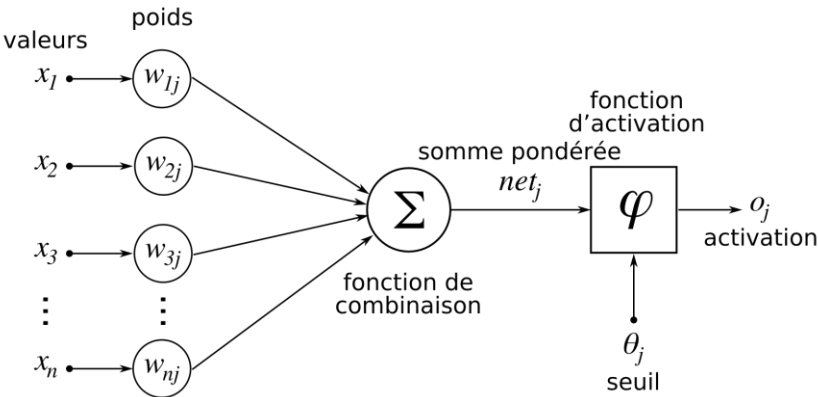 poids
valeurs
x₁
w₁ⱼ
x₂
w₂ⱼ
x₃
w₃ⱼ
⋮
⋮
xₙ
wₙⱼ
Σ
fonction de
combinaison
somme pondérée
netⱼ
fonction
d’activation
φ
oⱼ
activation
θⱼ
seuil